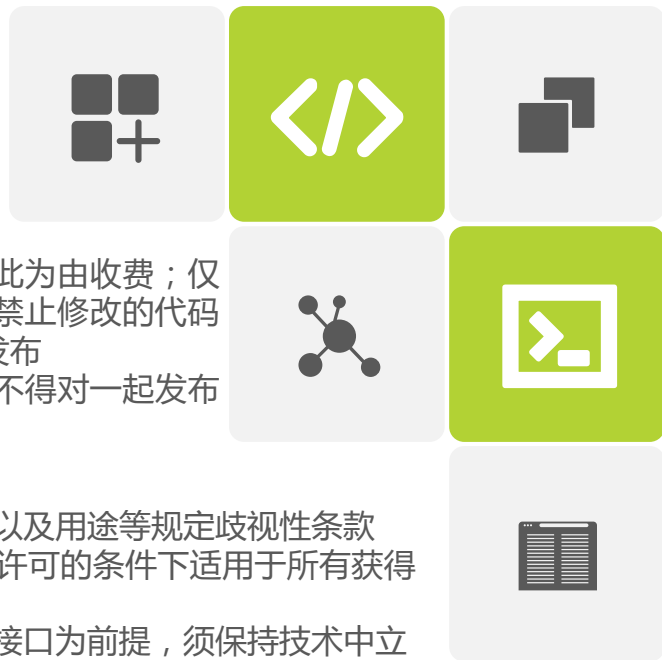 此为由收费；仅
禁止修改的代码
发布
不得对一起发布
以及用途等规定歧视性条款
许可的条件下适用于所有获得
接口为前提，须保持技术中立